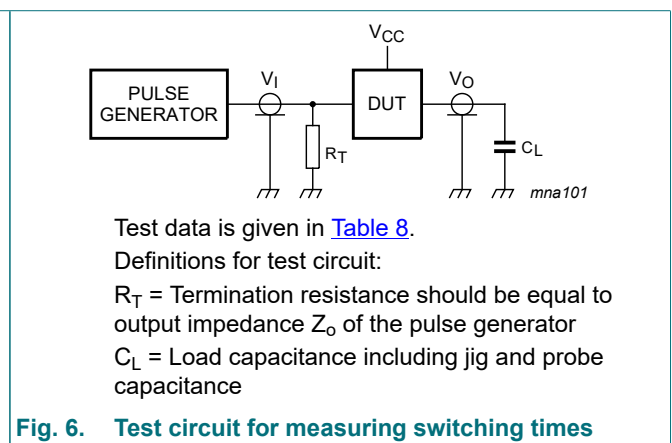 VCC
PULSE
GENERATOR
VI
DUT
VO
RT
CL
mna101
Test data is given in Table 8.
Definitions for test circuit:
RT = Termination resistance should be equal to
output impedance Zo of the pulse generator
CL = Load capacitance including jig and probe
capacitance
Fig. 6. Test circuit for measuring switching times